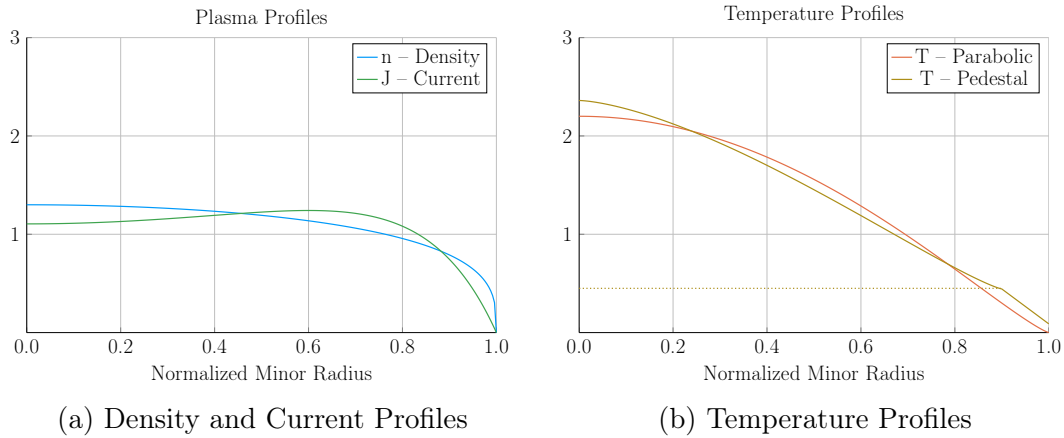 Plasma Profiles
3
2
1
n – Density
J – Current
0.0 0.2 0.4 0.6 0.8 1.0
Normalized Minor Radius
(a) Density and Current Profiles
Temperature Profiles
3
2
1
T – Parabolic
T – Pedestal
0.0 0.2 0.4 0.6 0.8 1.0
Normalized Minor Radius
(b) Temperature Profiles